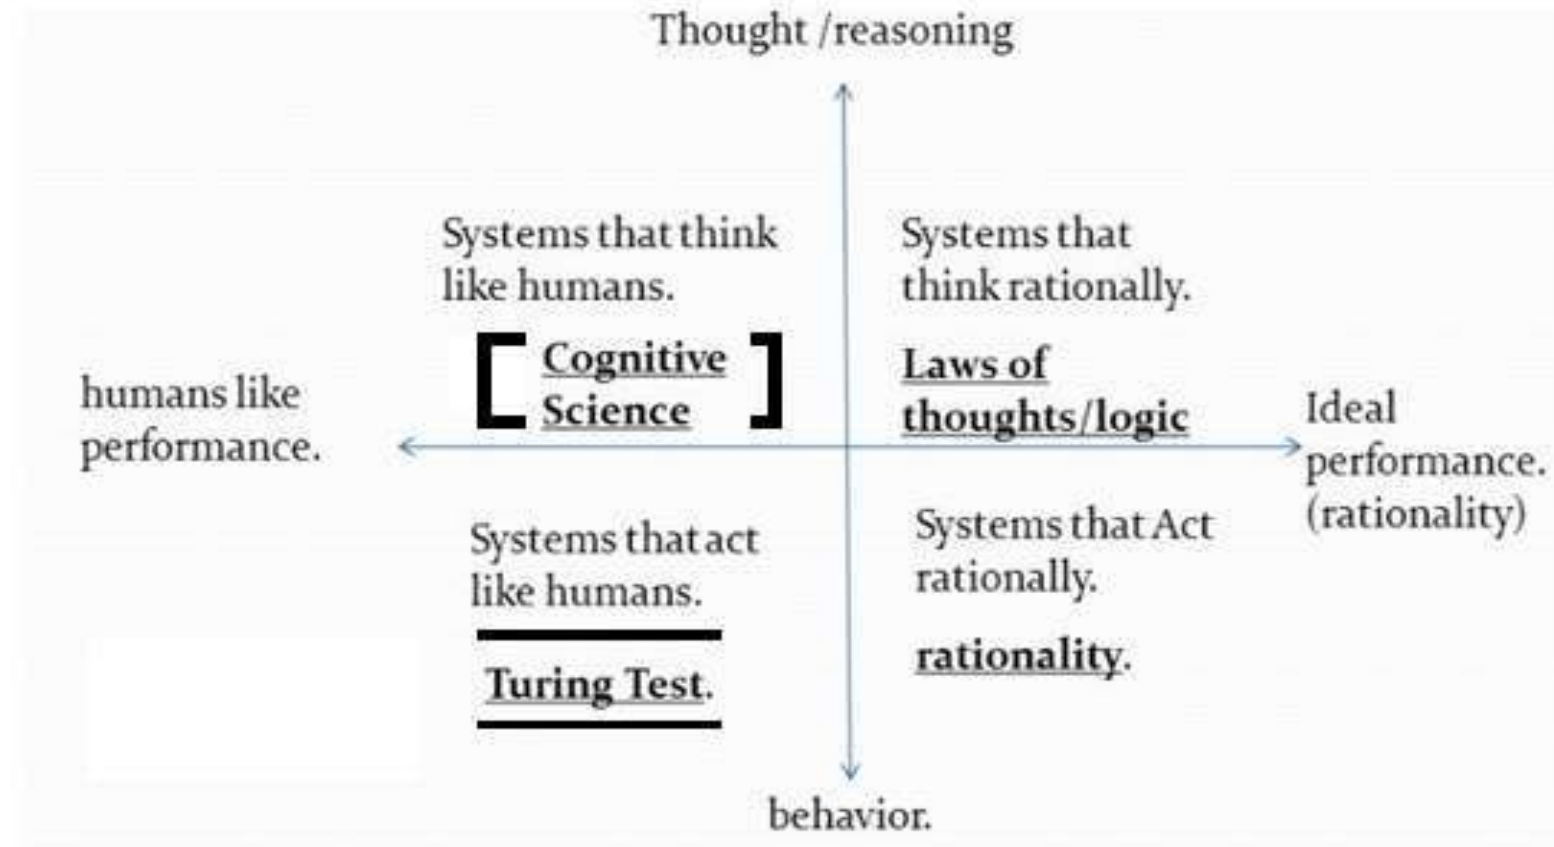 Thought /reasoning
Systems that think
like humans.
Cognitive
Science
Systems that
think rationally.
Laws of
thoughts/logic
humans like
performance.
Ideal
performance.
(rationality)
Systems that act
like humans.
Turing Test.
Systems that Act
rationally.
rationality.
behavior.